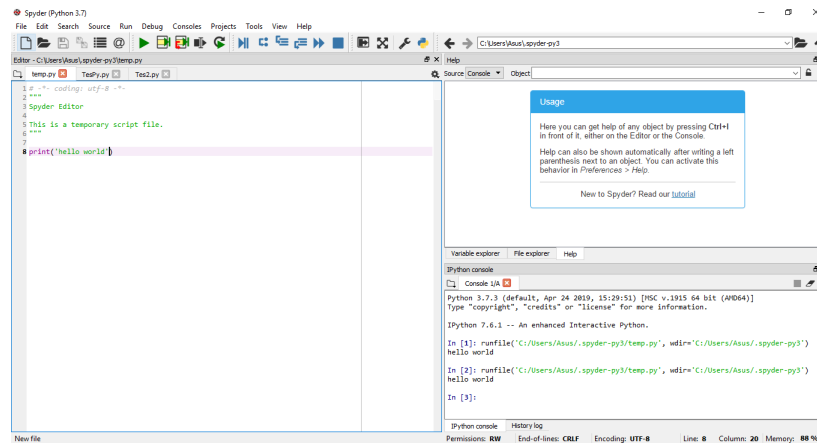 Spyder (Python 3.7)
File Edit Search Source Run Debug Consoles Projects Tools View Help
C:\Users\Asus\.spyder-py3
Editor - C:\Users\Asus\.spyder-py3\temp.py
temp.py TesPy.py Tes2.py
1 # -*- coding: utf-8 -*-
2 """
3 Spyder Editor
4
5 This is a temporary script file.
6 """
7
8 print('hello world')
Help
Source Console Object
Usage
Here you can get help of any object by pressing Ctrl+I
in front of it, either on the Editor or the Console.
Help can also be shown automatically after writing a left
parenthesis next to an object. You can activate this
behavior in Preferences > Help.
New to Spyder? Read our tutorial
Variable explorer File explorer Help
IPython console
Console 1/A
Python 3.7.3 (default, Apr 24 2019, 15:29:51) [MSC v.1915 64 bit (AMD64)]
Type "copyright", "credits" or "license" for more information.
IPython 7.6.1 -- An enhanced Interactive Python.
In [1]: runfile('C:/Users/Asus/.spyder-py3/temp.py', wdir='C:/Users/Asus/.spyder-py3')
hello world
In [2]: runfile('C:/Users/Asus/.spyder-py3/temp.py', wdir='C:/Users/Asus/.spyder-py3')
hello world
In [3]:
IPython console History log
New file Permissions: RW End-of-lines: CRLF Encoding: UTF-8 Line: 8 Column: 20 Memory: 88 %